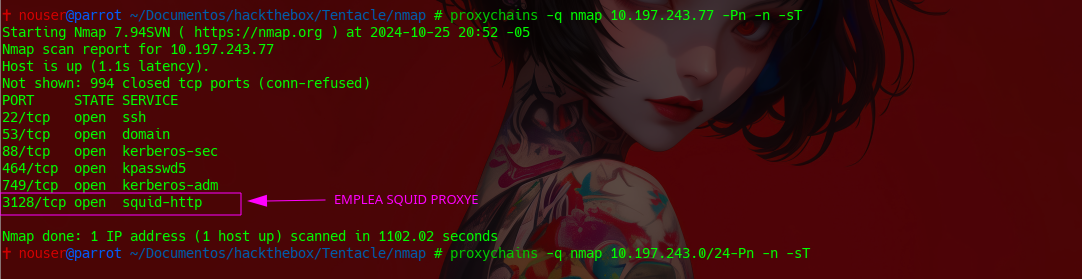 ✝ nouser@parrot ~/Documentos/hackthebox/Tentacle/nmap # proxychains -q nmap 10.197.243.77 -Pn -n -sT
Starting Nmap 7.94SVN ( https://nmap.org ) at 2024-10-25 20:52 -05
Nmap scan report for 10.197.243.77
Host is up (1.1s latency).
Not shown: 994 closed tcp ports (conn-refused)
PORT     STATE SERVICE
22/tcp   open  ssh
53/tcp   open  domain
88/tcp   open  kerberos-sec
464/tcp  open  kpasswd5
749/tcp  open  kerberos-adm
3128/tcp open  squid-http EMPLEA SQUID PROXYE
Nmap done: 1 IP address (1 host up) scanned in 1102.02 seconds
✝ nouser@parrot ~/Documentos/hackthebox/Tentacle/nmap # proxychains -q nmap 10.197.243.0/24-Pn -n -sT